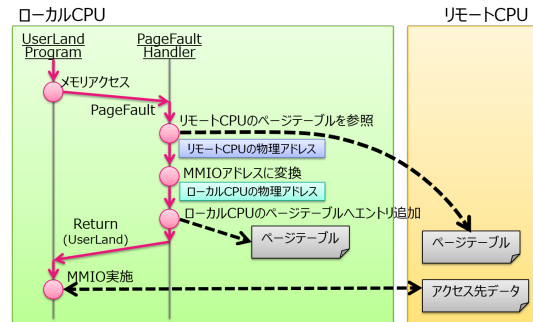 ローカルCPU
リモートCPU
UserLand
Program
PageFault
Handler
メモリアクセス
PageFault
リモートCPUのページテーブルを参照
リモートCPUの物理アドレス
MMIOアドレスに変換
ローカルCPUの物理アドレス
ローカルCPUのページテーブルへエントリ追加
Return
(UserLand)
ページテーブル
ページテーブル
MMIO実施
アクセス先データ